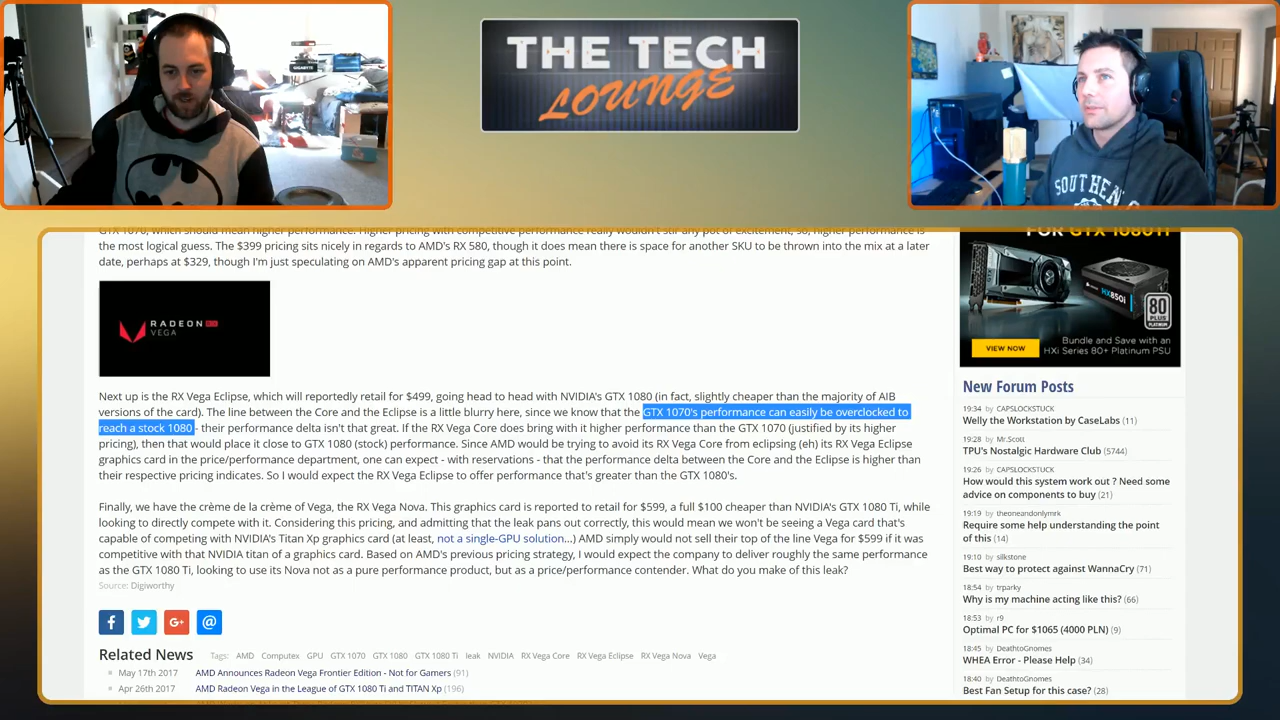 THE TECH
LOUNGE
GIGABYTE
SOUTHERN
the most logical guess. The $399 pricing sits nicely in regards to AMD's RX 580, though it does mean there is space for another SKU to be thrown into the mix at a later
date, perhaps at $329, though I'm just speculating on AMD's apparent pricing gap at this point.
RADEON RX
VEGA
Next up is the RX Vega Eclipse, which will reportedly retail for $499, going head to head with NVIDIA's GTX 1080 (in fact, slightly cheaper than the majority of AIB
versions of the card). The line between the Core and the Eclipse is a little blurry here, since we know that the GTX 1070's performance can easily be overclocked to
reach a stock 1080 - their performance delta isn't that great. If the RX Vega Core does bring with it higher performance than the GTX 1070 (justified by its higher
pricing), then that would place it close to GTX 1080 (stock) performance. Since AMD would be trying to avoid its RX Vega Core from eclipsing (eh) its RX Vega Eclipse
graphics card in the price/performance department, one can expect - with reservations - that the performance delta between the Core and the Eclipse is higher than
their respective pricing indicates. So I would expect the RX Vega Eclipse to offer performance that's greater than the GTX 1080's.
Finally, we have the crème de la crème of Vega, the RX Vega Nova. This graphics card is reported to retail for $599, a full $100 cheaper than NVIDIA's GTX 1080 Ti, while
looking to directly compete with it. Considering this pricing, and admitting that the leak pans out correctly, this would mean we won't be seeing a Vega card that's
capable of competing with NVIDIA's Titan Xp graphics card (at least, not a single-GPU solution...) AMD simply would not sell their top of the line Vega for $599 if it was
competitive with that NVIDIA titan of a graphics card. Based on AMD's previous pricing strategy, I would expect the company to deliver roughly the same performance
as the GTX 1080 Ti, looking to use its Nova not as a pure performance product, but as a price/performance contender. What do you make of this leak?
Source: Digiworthy
Related News Tags: AMD Computex GPU GTX 1070 GTX 1080 GTX 1080 Ti leak NVIDIA RX Vega Core RX Vega Eclipse RX Vega Nova Vega
May 17th 2017 AMD Announces Radeon Vega Frontier Edition - Not for Gamers (91)
Apr 26th 2017 AMD Radeon Vega in the League of GTX 1080 Ti and TITAN Xp (196)
FOR GTX 1080 Ti
HX850i
80
PLUS
PLATINUM
VIEW NOW
Bundle and Save with an
HXi Series 80+ Platinum PSU
New Forum Posts
19:34 by CAPSLOCKSTUCK
Welly the Workstation by CaseLabs (11)
19:28 by Mr.Scott
TPU's Nostalgic Hardware Club (5744)
19:26 by CAPSLOCKSTUCK
How would this system work out ? Need some
advice on components to buy (21)
19:19 by theoneandonlymrk
Require some help understanding the point
of this (14)
19:10 by silkstone
Best way to protect against WannaCry (71)
18:54 by trparky
Why is my machine acting like this? (66)
18:53 by r9
Optimal PC for $1065 (4000 PLN) (9)
18:45 by DeathtoGnomes
WHEA Error - Please Help (34)
18:40 by DeathtoGnomes
Best Fan Setup for this case? (28)